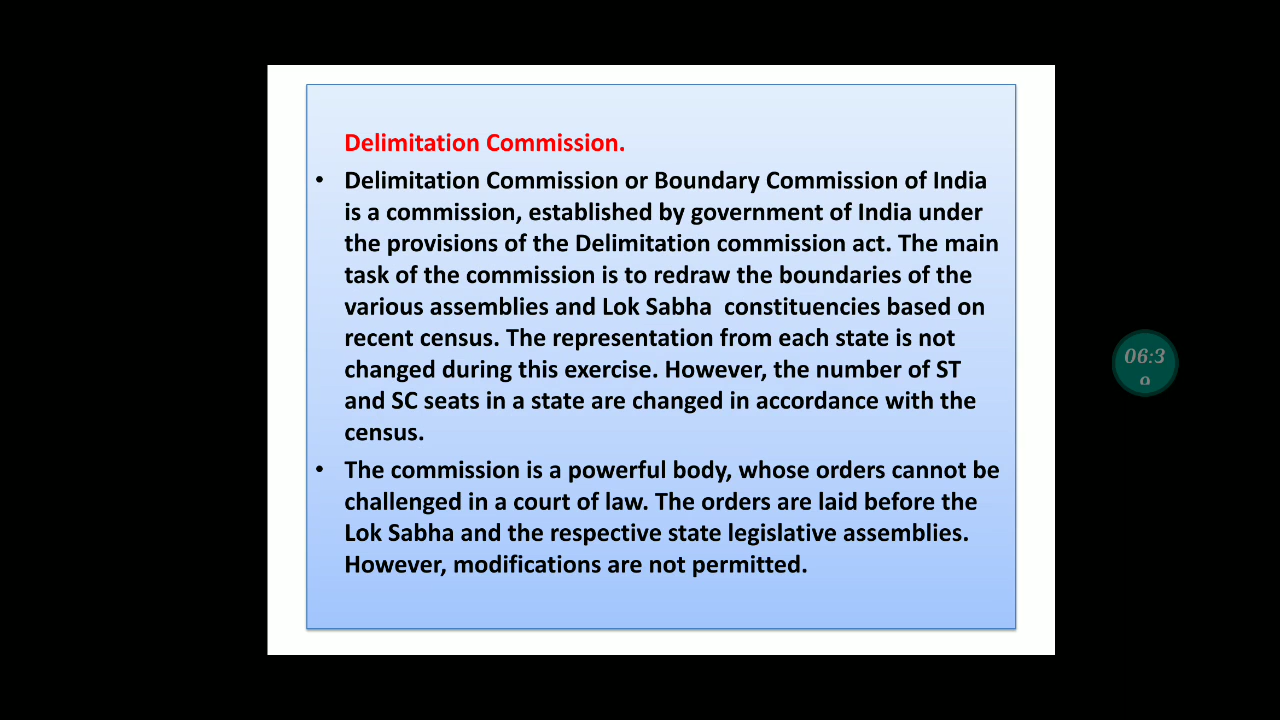 Delimitation Commission.
• Delimitation Commission or Boundary Commission of India
is a commission, established by government of India under
the provisions of the Delimitation commission act. The main
task of the commission is to redraw the boundaries of the
various assemblies and Lok Sabha constituencies based on
recent census. The representation from each state is not
changed during this exercise. However, the number of ST
and SC seats in a state are changed in accordance with the
census.
• The commission is a powerful body, whose orders cannot be
challenged in a court of law. The orders are laid before the
Lok Sabha and the respective state legislative assemblies.
However, modifications are not permitted.
06:3